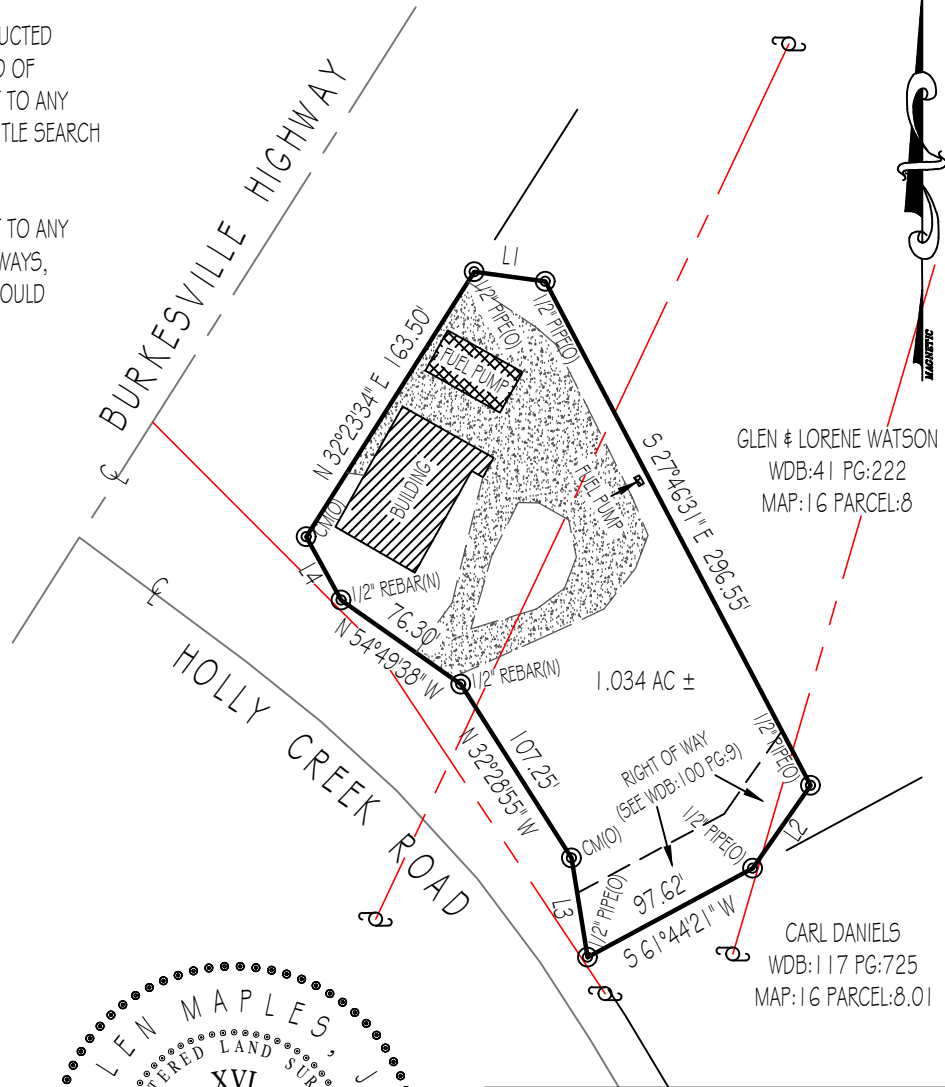 UCTED
D OF
T TO ANY
TLE SEARCH
T TO ANY
WAYS,
OULD
BURKESVILLE HIGHWAY
HOLLY CREEK ROAD
L1
1/2" PIPE(O)
1/2" PIPE(O)
N 32°23'34" E 163.50'
FUEL PUMP
BUILDING
CM(O)
L4
1/2" REBAR(N)
76.30'
N 54°49'38" W
1/2" REBAR(N)
FUEL PUMP
S 27°46'31" E 296.55'
MAGNETIC
GLEN & LORENE WATSON
WDB:41 PG:222
MAP:16 PARCEL:8
1.034 AC ±
107.25'
N 32°28'55" W
RIGHT OF WAY
(SEE WDB:100 PG:9)
1/2" PIPE(O)
1/2" PIPE(O)
L2
CM(O)
L3
1/2" PIPE(O)
97.62'
S 61°44'21" W
CARL DANIELS
WDB:117 PG:725
MAP:16 PARCEL:8.01
LEN MAPLES, J
TERED LAND SUR
XVI